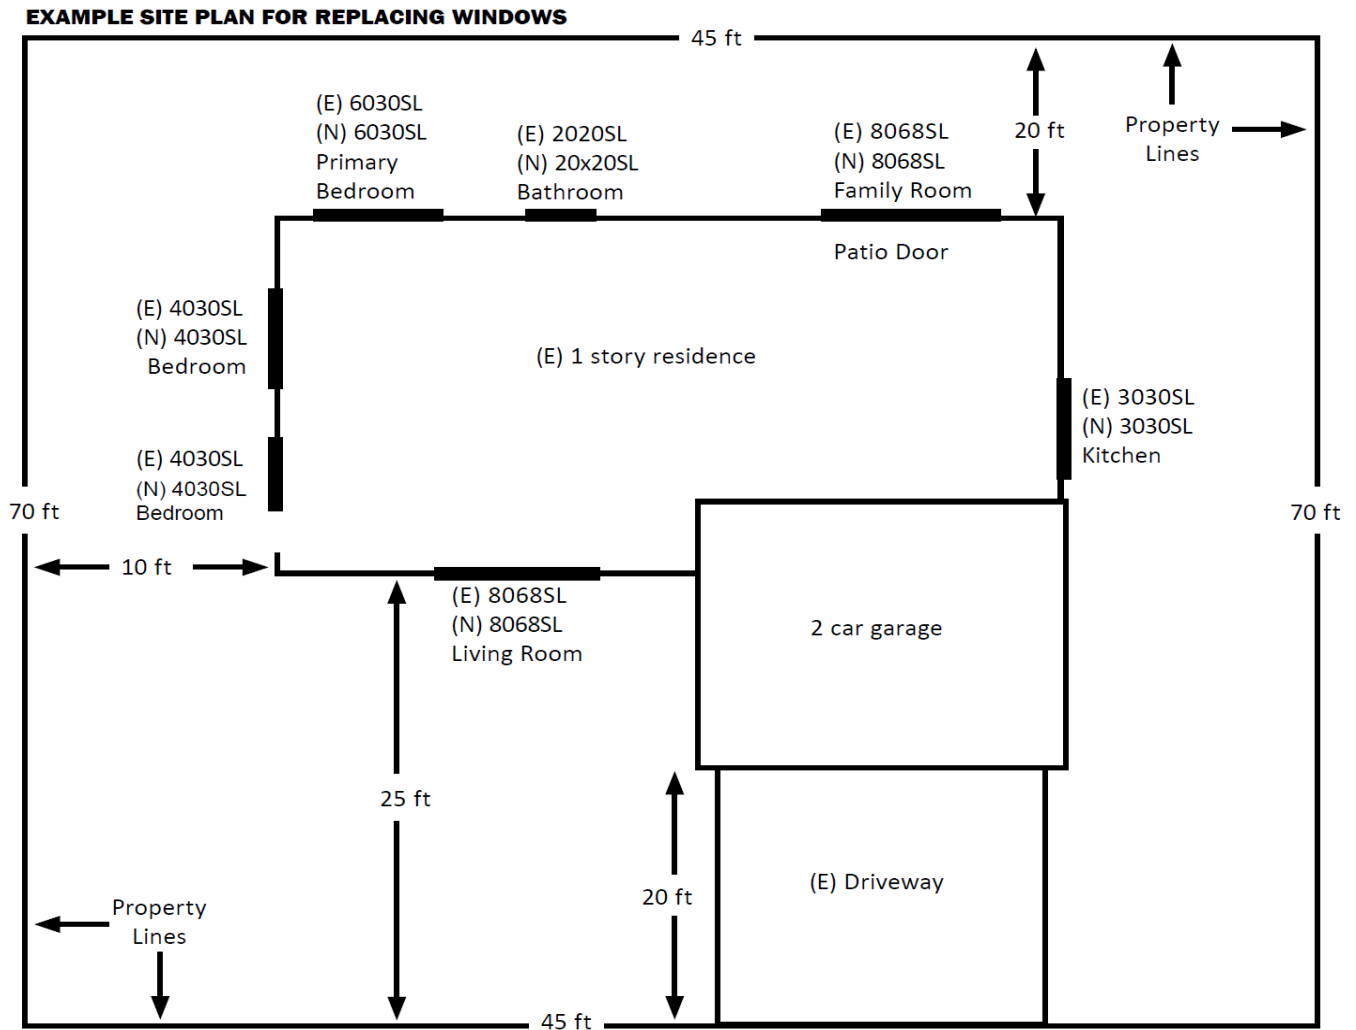 EXAMPLE SITE PLAN FOR REPLACING WINDOWS
45 ft
(E) 6030SL
(N) 6030SL
Primary
Bedroom
(E) 2020SL
(N) 20x20SL
Bathroom
(E) 8068SL
(N) 8068SL
Family Room
Patio Door
20 ft
Property
Lines
(E) 4030SL
(N) 4030SL
Bedroom
(E) 1 story residence
(E) 3030SL
(N) 3030SL
Kitchen
(E) 4030SL
(N) 4030SL
Bedroom
70 ft
70 ft
10 ft
(E) 8068SL
(N) 8068SL
Living Room
2 car garage
25 ft
20 ft
(E) Driveway
Property
Lines
45 ft